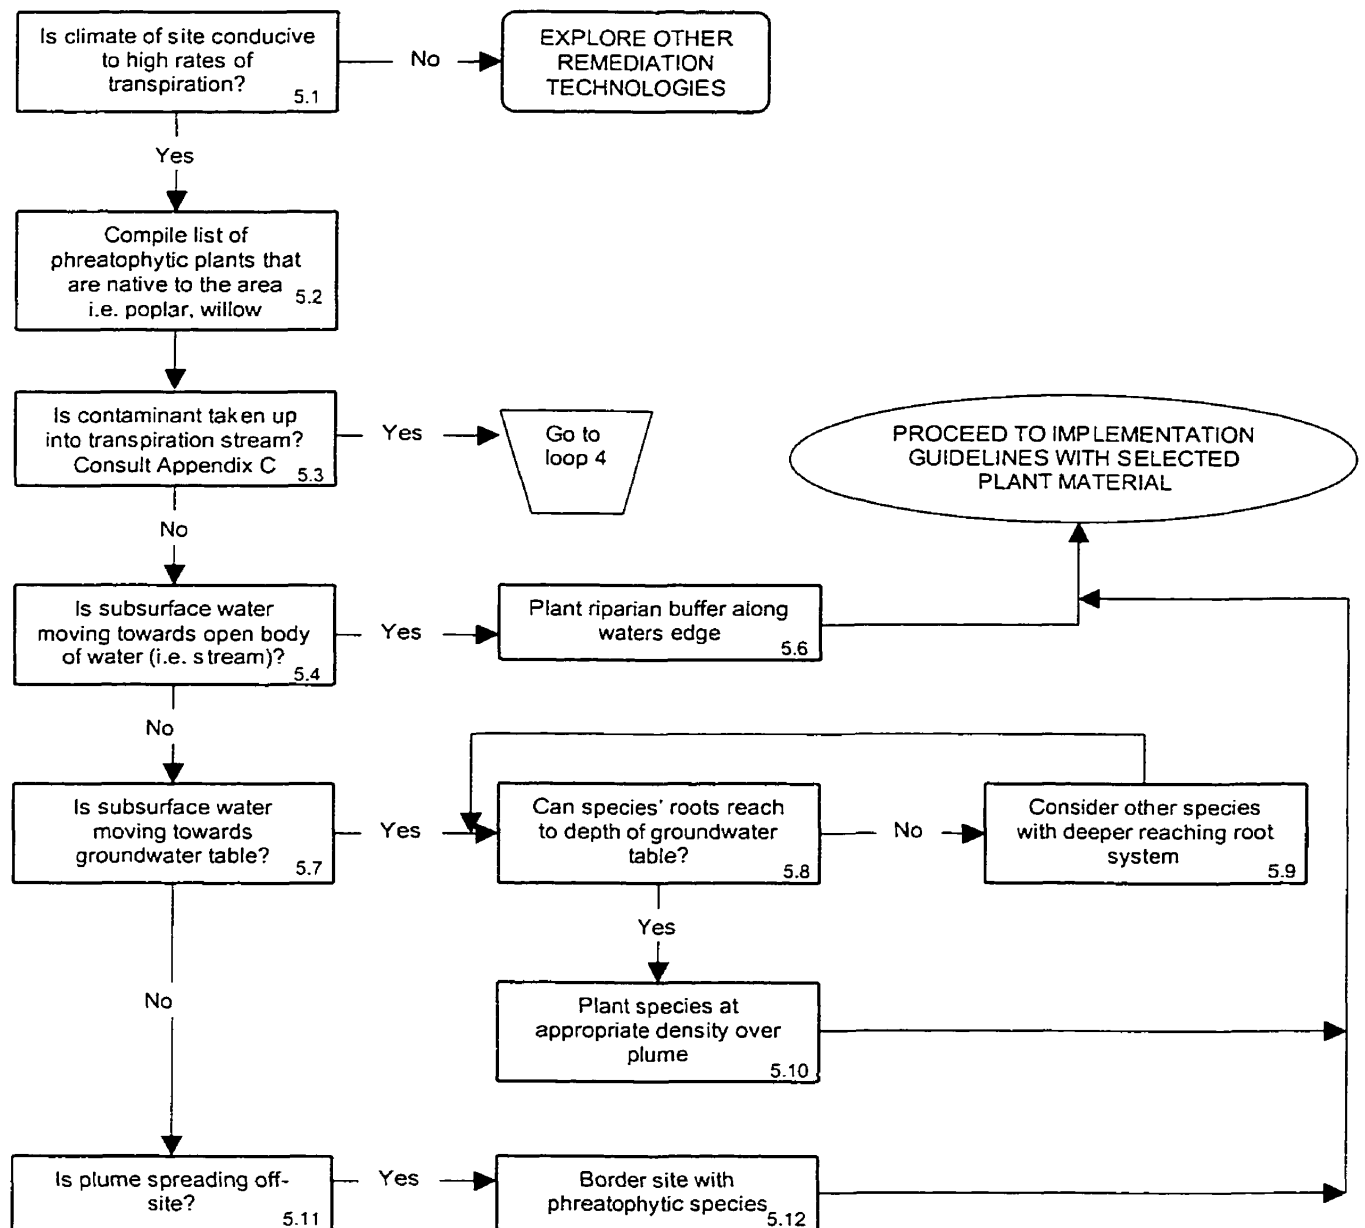 Is climate of site conducive
to high rates of
transpiration?
5.1
No
EXPLORE OTHER
REMEDIATION
TECHNOLOGIES
Yes
Compile list of
phreatophytic plants that
are native to the area
i.e. poplar, willow
5.2
Is contaminant taken up
into transpiration stream?
Consult Appendix C
5.3
Yes
Go to
loop 4
PROCEED TO IMPLEMENTATION
GUIDELINES WITH SELECTED
PLANT MATERIAL
No
Is subsurface water
moving towards open body
of water (i.e. stream)?
5.4
Yes
Plant riparian buffer along
waters edge
5.6
No
Is subsurface water
moving towards
groundwater table?
5.7
Yes
Can species' roots reach
to depth of groundwater
table?
5.8
No
Consider other species
with deeper reaching root
system
5.9
Yes
No
Plant species at
appropriate density over
plume
5.10
Is plume spreading off-
site?
5.11
Yes
Border site with
phreatophytic species
5.12